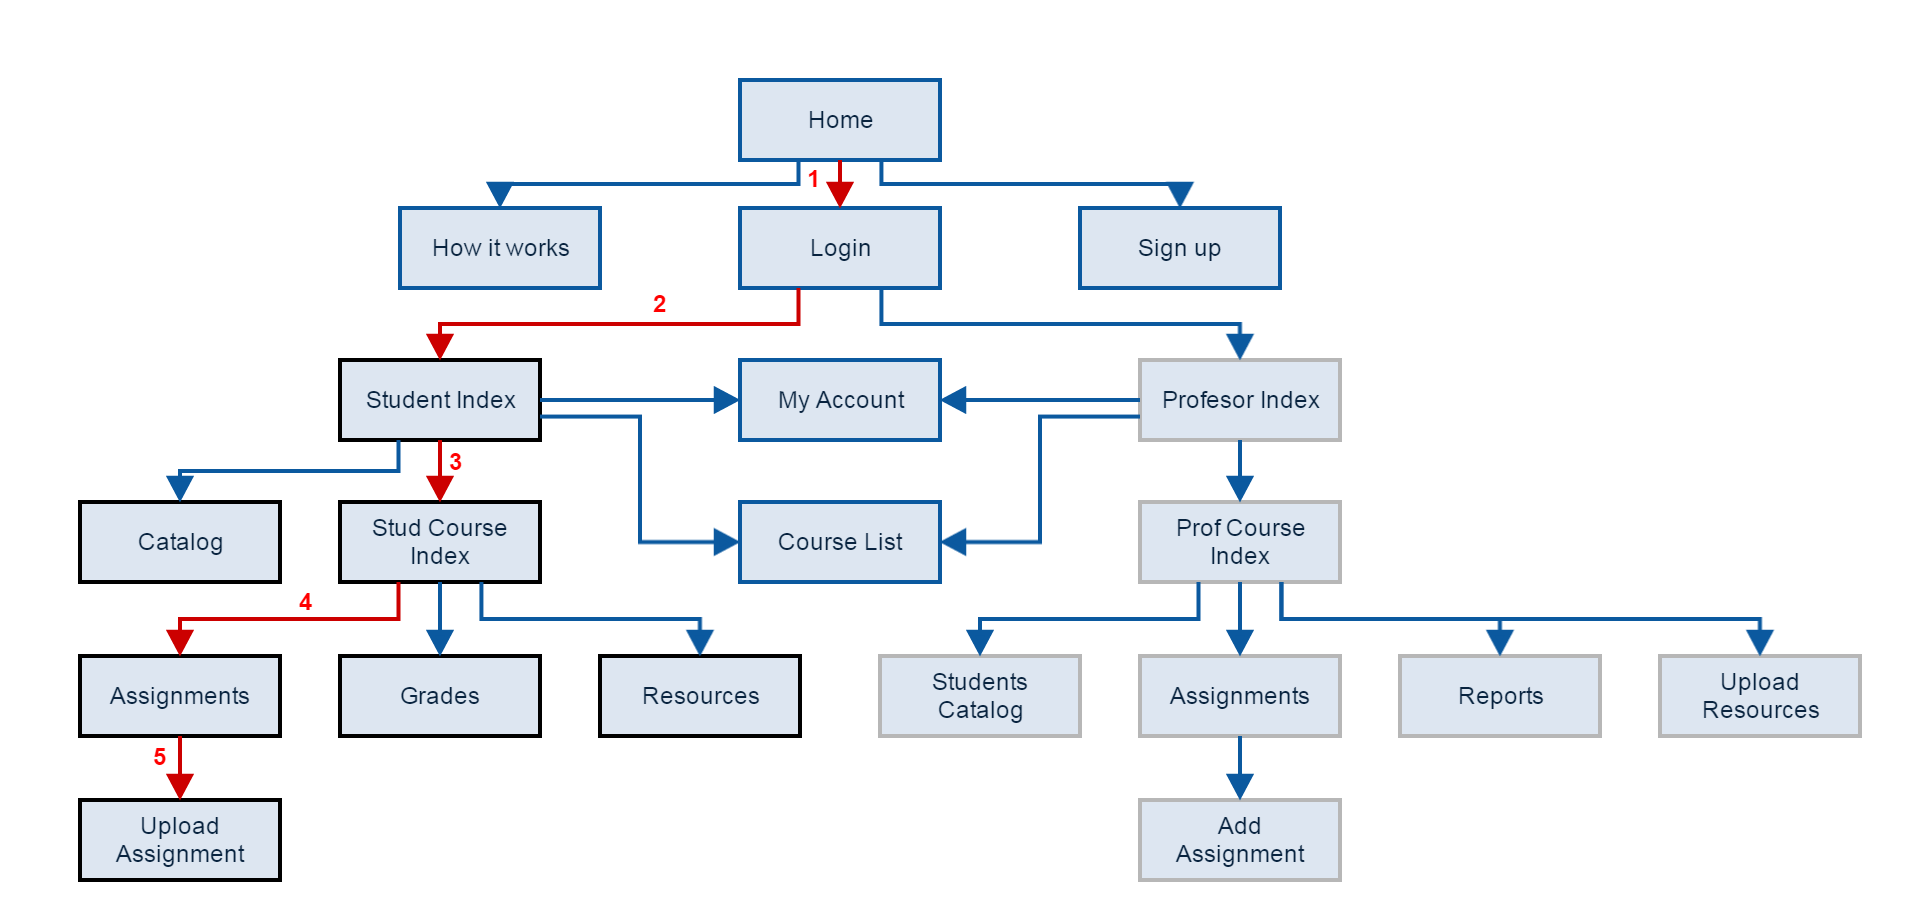 Home
1
How it works
Login
Sign up
2
Student Index
My Account
Profesor Index
3
Catalog
Stud Course
Index
Course List
Prof Course
Index
4
Assignments
Grades
Resources
Students
Catalog
Assignments
Reports
Upload
Resources
5
Upload
Assignment
Add
Assignment